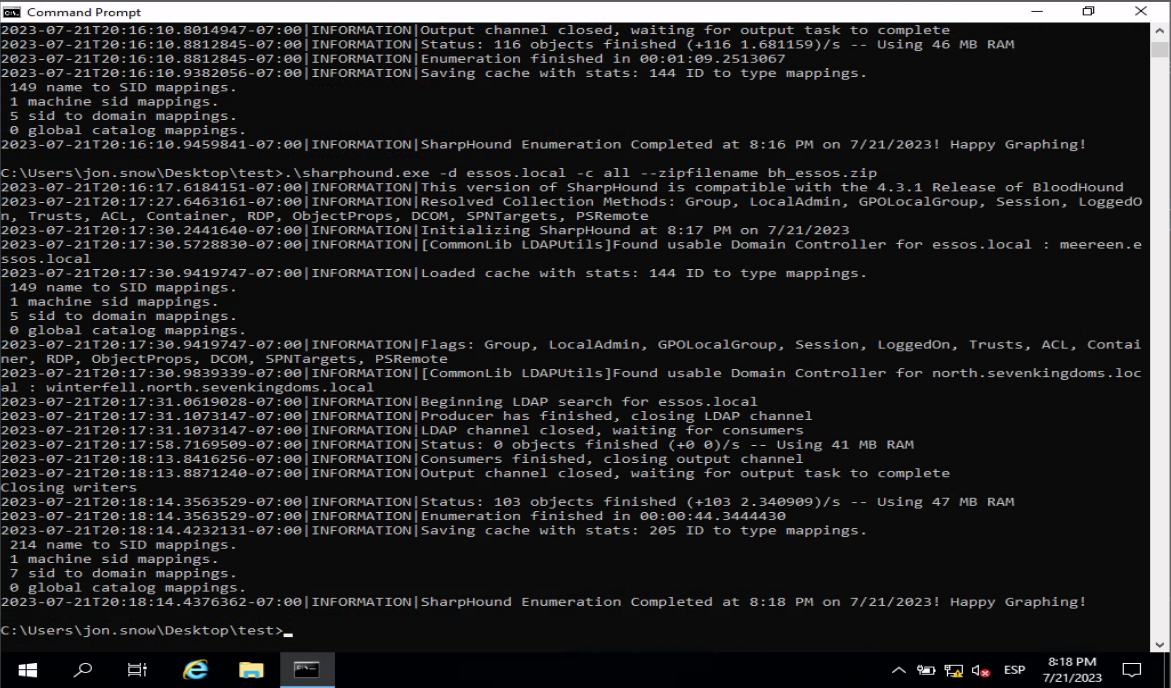 Command Prompt
2023-07-21T20:16:10.8014947-07:00|INFORMATION|Output channel closed, waiting for output task to complete
2023-07-21T20:16:10.8812845-07:00|INFORMATION|Status: 116 objects finished (+116 1.681159)/s -- Using 46 MB RAM
2023-07-21T20:16:10.8812845-07:00|INFORMATION|Enumeration finished in 00:01:09.2513067
2023-07-21T20:16:10.9382056-07:00|INFORMATION|Saving cache with stats: 144 ID to type mappings.
149 name to SID mappings.
1 machine sid mappings.
5 sid to domain mappings.
0 global catalog mappings.
2023-07-21T20:16:10.9459841-07:00|INFORMATION|SharpHound Enumeration Completed at 8:16 PM on 7/21/2023! Happy Graphing!
C:\Users\jon.snow\Desktop\test>.\sharphound.exe -d essos.local -c all --zipfilename bh_essos.zip
2023-07-21T20:17:17.6184151-07:00|INFORMATION|This version of SharpHound is compatible with the 4.3.1 Release of BloodHound
2023-07-21T20:17:27.6463161-07:00|INFORMATION|Resolved Collection Methods: Group, LocalAdmin, GPOLocalGroup, Session, LoggedO
n, Trusts, ACL, Container, RDP, ObjectProps, DCOM, SPNTargets, PSRemote
2023-07-21T20:17:30.2441640-07:00|INFORMATION|Initializing SharpHound at 8:17 PM on 7/21/2023
2023-07-21T20:17:30.5728830-07:00|INFORMATION|[CommonLib LDAPUtils]Found usable Domain Controller for essos.local : meereen.e
ssos.local
2023-07-21T20:17:30.9419747-07:00|INFORMATION|Loaded cache with stats: 144 ID to type mappings.
149 name to SID mappings.
1 machine sid mappings.
5 sid to domain mappings.
0 global catalog mappings.
2023-07-21T20:17:30.9419747-07:00|INFORMATION|Flags: Group, LocalAdmin, GPOLocalGroup, Session, LoggedOn, Trusts, ACL, Contai
ner, RDP, ObjectProps, DCOM, SPNTargets, PSRemote
2023-07-21T20:17:30.9839339-07:00|INFORMATION|[CommonLib LDAPUtils]Found usable Domain Controller for north.sevenkingdoms.loc
al : winterfell.north.sevenkingdoms.local
2023-07-21T20:17:31.0619028-07:00|INFORMATION|Beginning LDAP search for essos.local
2023-07-21T20:17:31.1073147-07:00|INFORMATION|Producer has finished, closing LDAP channel
2023-07-21T20:17:31.1073147-07:00|INFORMATION|LDAP channel closed, waiting for consumers
2023-07-21T20:17:58.7169509-07:00|INFORMATION|Status: 0 objects finished (+0 0)/s -- Using 41 MB RAM
2023-07-21T20:18:13.8416256-07:00|INFORMATION|Consumers finished, closing output channel
2023-07-21T20:18:13.8871240-07:00|INFORMATION|Output channel closed, waiting for output task to complete
Closing writers
2023-07-21T20:18:14.3563529-07:00|INFORMATION|Status: 103 objects finished (+103 2.340909)/s -- Using 47 MB RAM
2023-07-21T20:18:14.3563529-07:00|INFORMATION|Enumeration finished in 00:00:44.3444430
2023-07-21T20:18:14.4232131-07:00|INFORMATION|Saving cache with stats: 205 ID to type mappings.
214 name to SID mappings.
1 machine sid mappings.
7 sid to domain mappings.
0 global catalog mappings.
2023-07-21T20:18:14.4376362-07:00|INFORMATION|SharpHound Enumeration Completed at 8:18 PM on 7/21/2023! Happy Graphing!
C:\Users\jon.snow\Desktop\test>
ESP
8:18 PM
7/21/2023